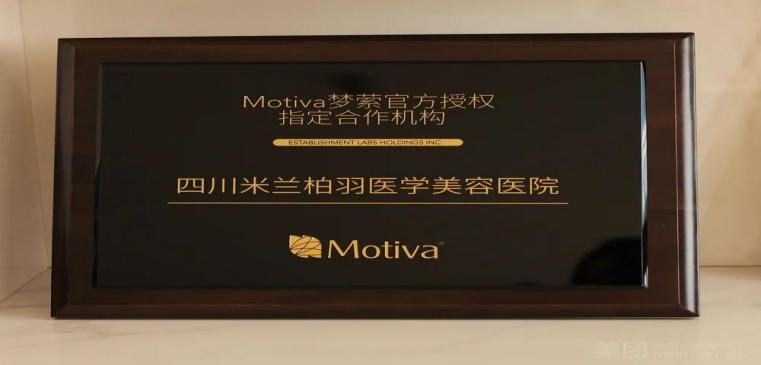 Motiva梦萦官方授权
指定合作机构
ESTABLISHMENT LABS HOLDINGS INC.
四川米兰柏羽医学美容医院
Motiva®
美团